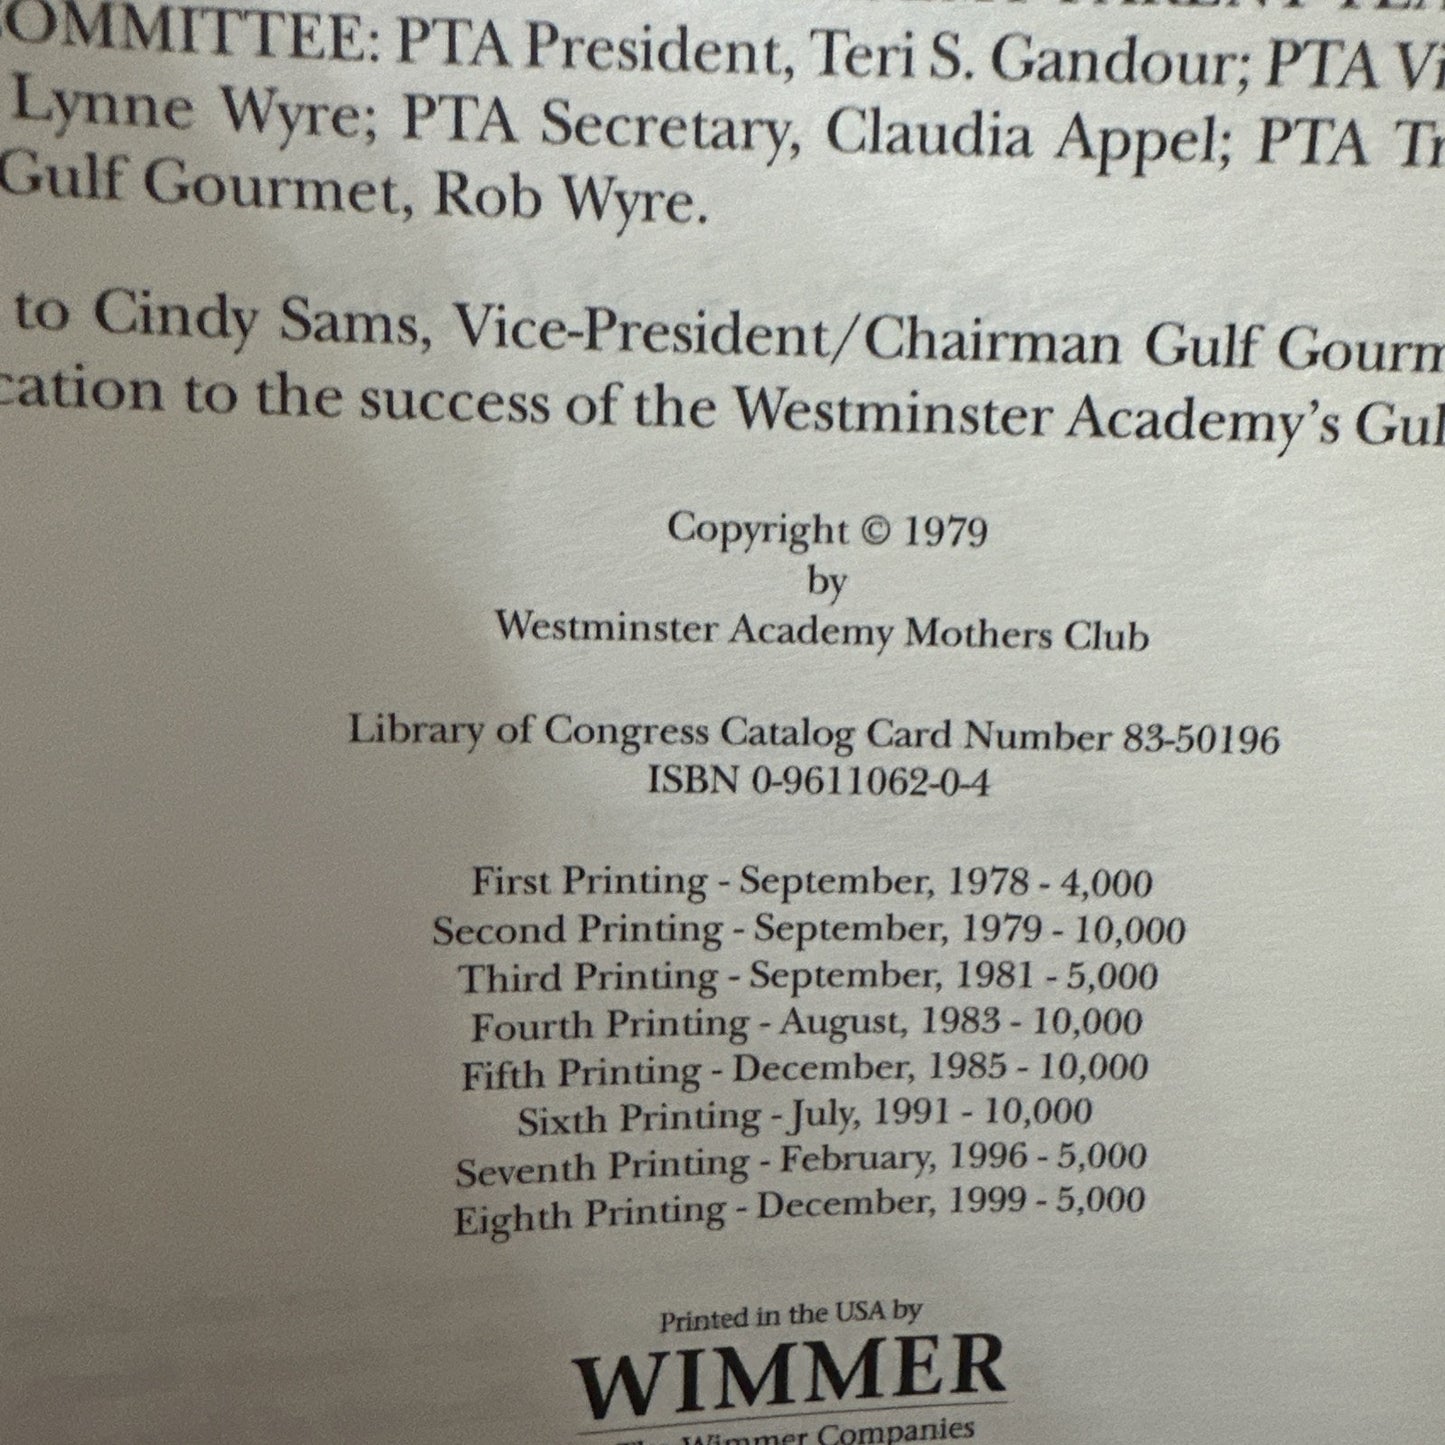 COMMITTEE: PTA President, Teri S. Gandour; PTA
Lynne Wyre; PTA Secretary, Claudia Appel; PTA
Gulf Gourmet, Rob Wyre.
to Cindy Sams, Vice-President/Chairman Gulf
cation to the success of the Westminster Academy's
Copyright © 1979
by
Westminster Academy Mothers Club
Library of Congress Catalog Card Number 83-50196
ISBN 0-9611062-0-4
First Printing - September, 1978 - 4,000
Second Printing - September, 1979 - 10,000
Third Printing - September, 1981 - 5,000
Fourth Printing - August, 1983 - 10,000
Fifth Printing - December, 1985 - 10,000
Sixth Printing - July, 1991 - 10,000
Seventh Printing - February, 1996 - 5,000
Eighth Printing - December, 1999 - 5,000
Printed in the USA by
WIMMER
The Wimmer Companies